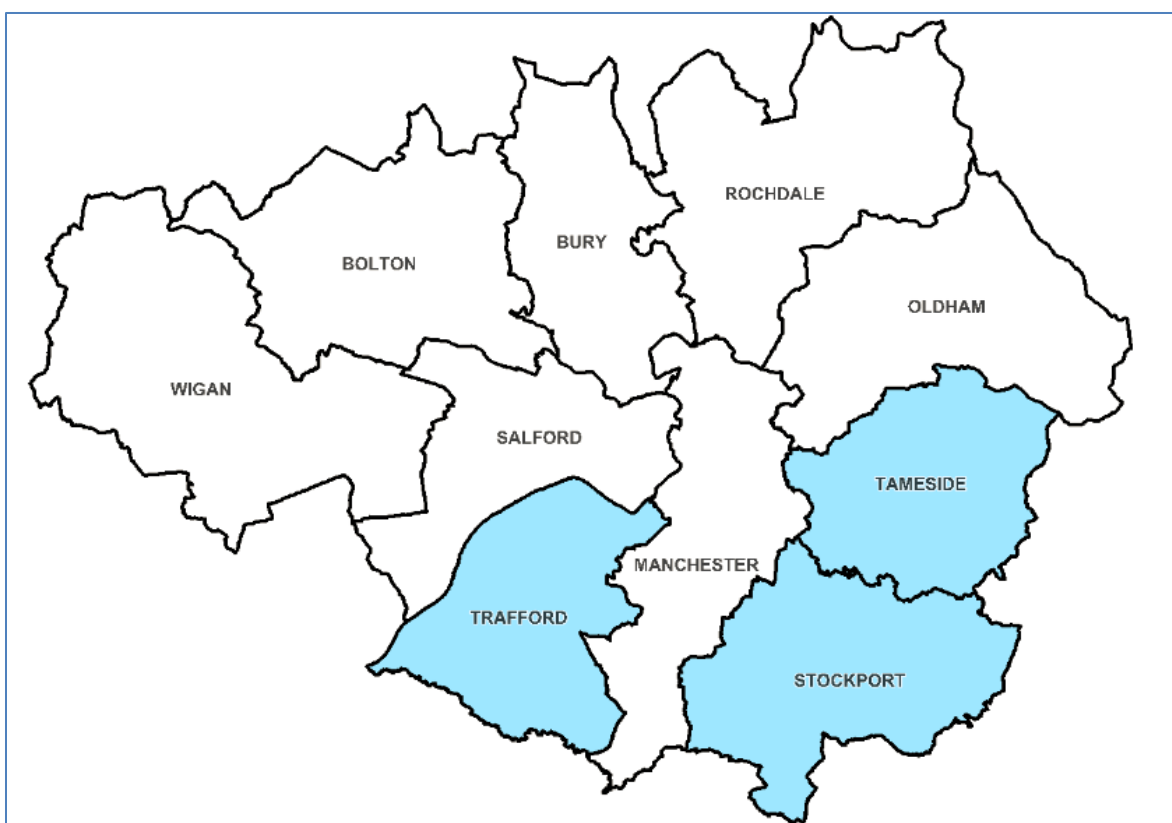 ROCHDALE
BURY
BOLTON
OLDHAM
WIGAN
SALFORD
TAMESIDE
MANCHESTER
TRAFFORD
STOCKPORT